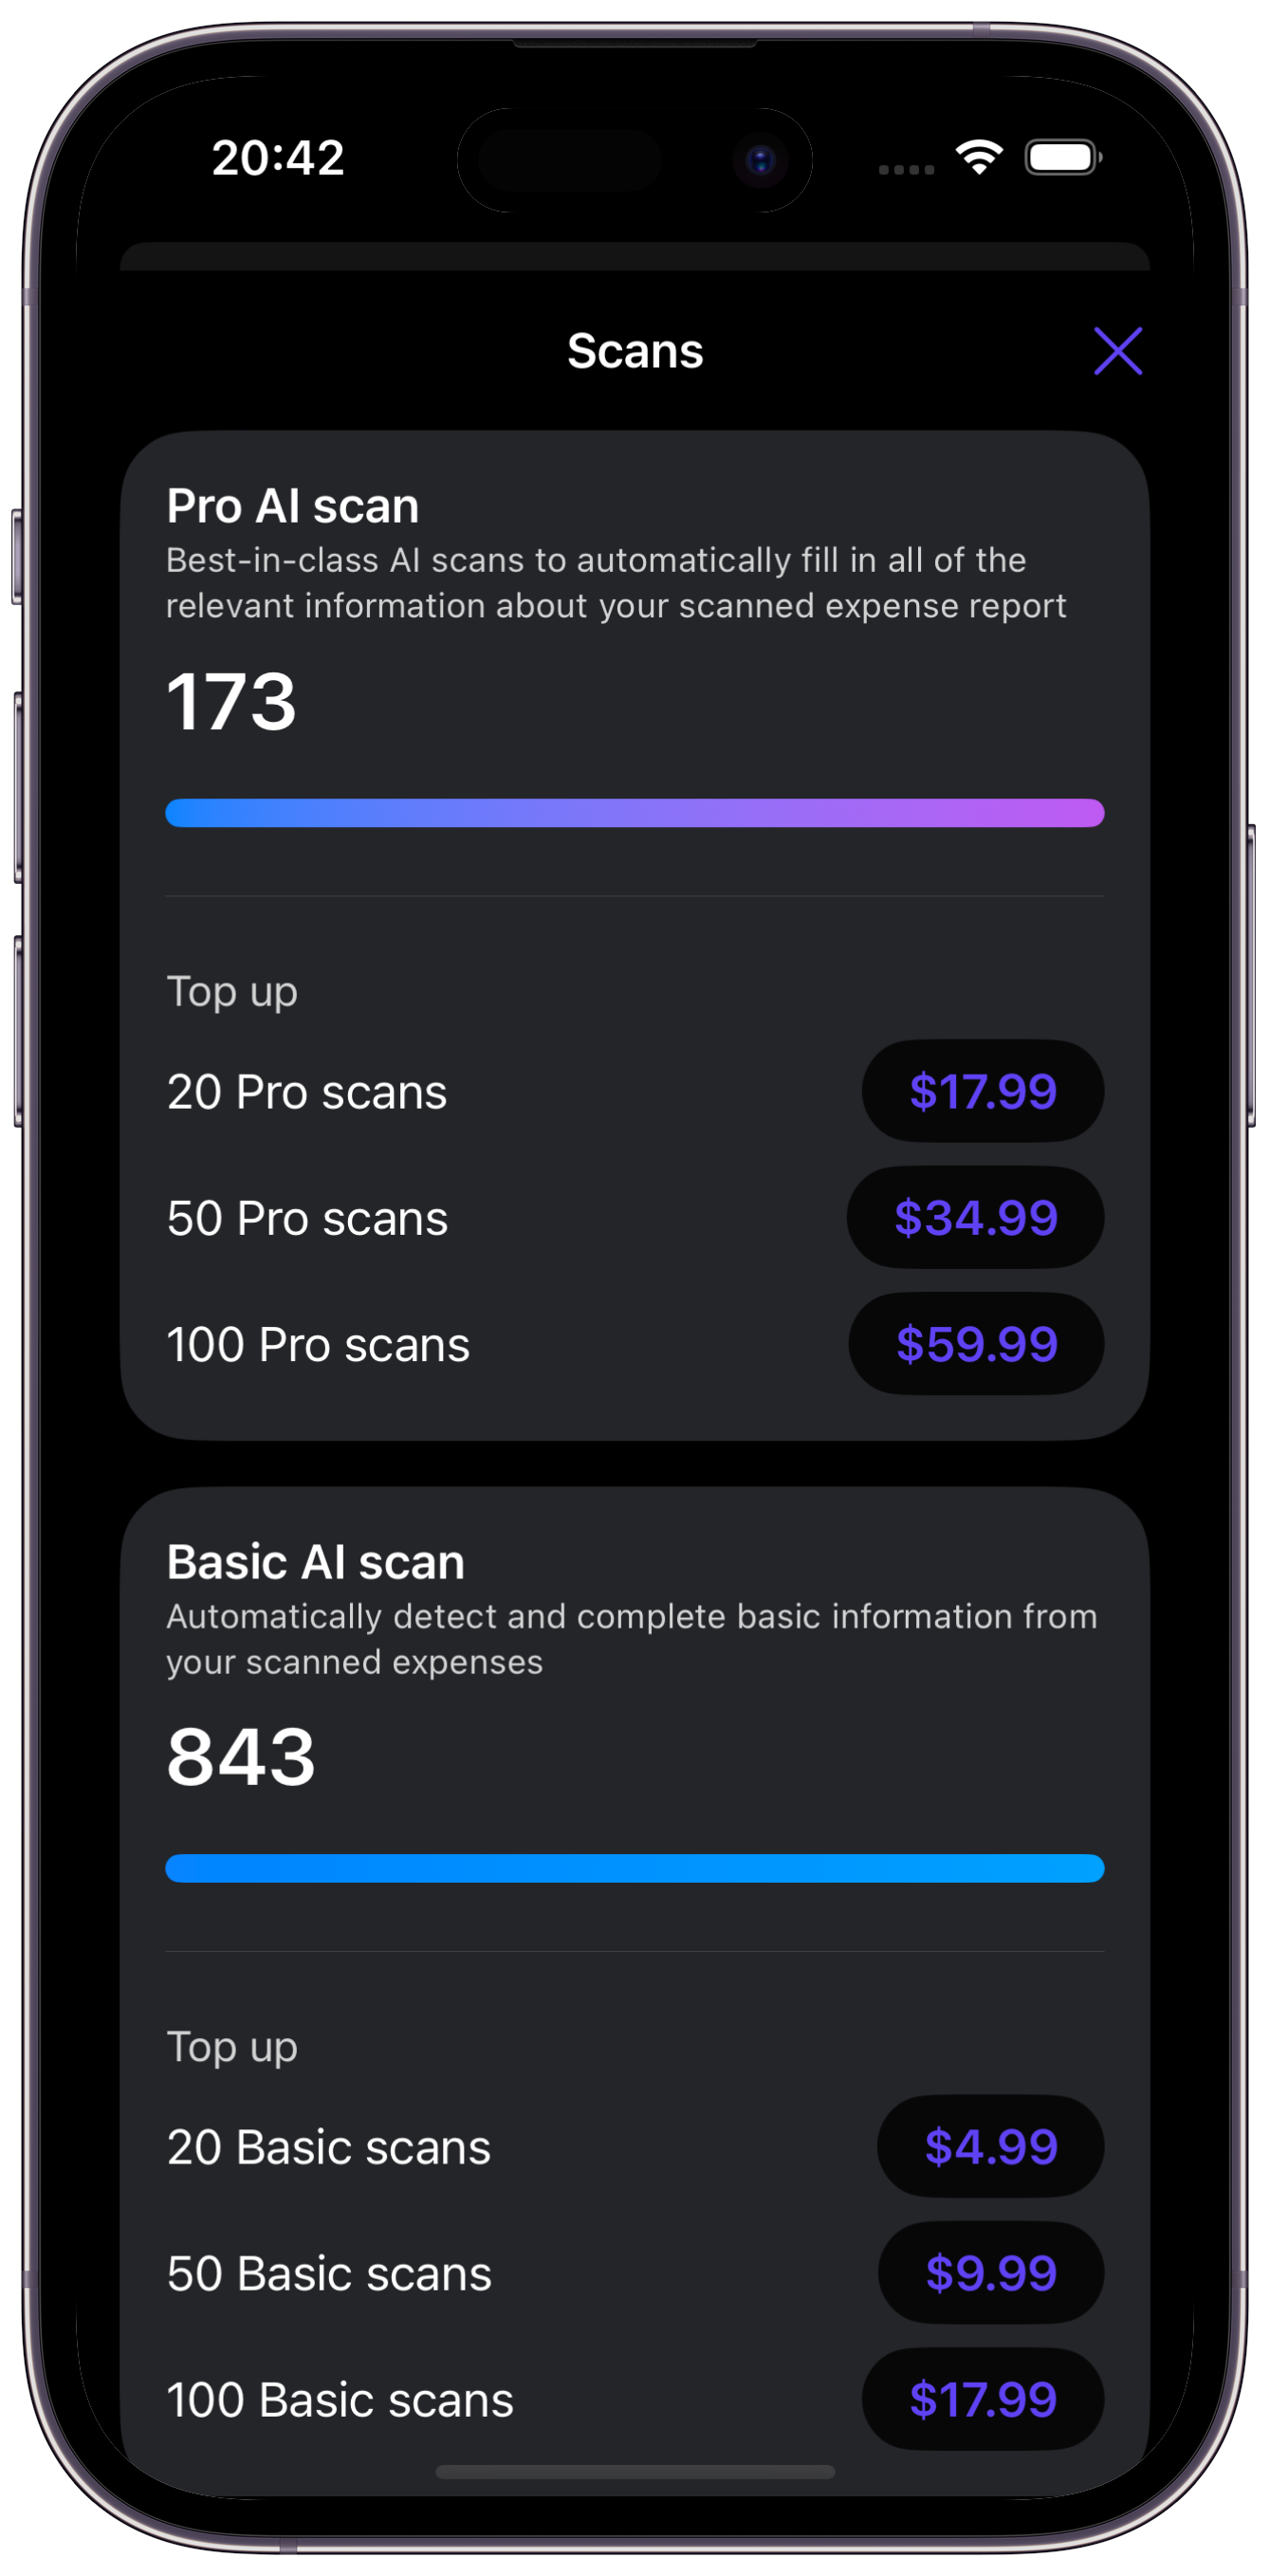 20:42
Scans
Pro AI scan
Best-in-class AI scans to automatically fill in all of the
relevant information about your scanned expense report
173
Top up
20 Pro scans $17.99
50 Pro scans $34.99
100 Pro scans $59.99
Basic AI scan
Automatically detect and complete basic information from
your scanned expenses
843
Top up
20 Basic scans $4.99
50 Basic scans $9.99
100 Basic scans $17.99